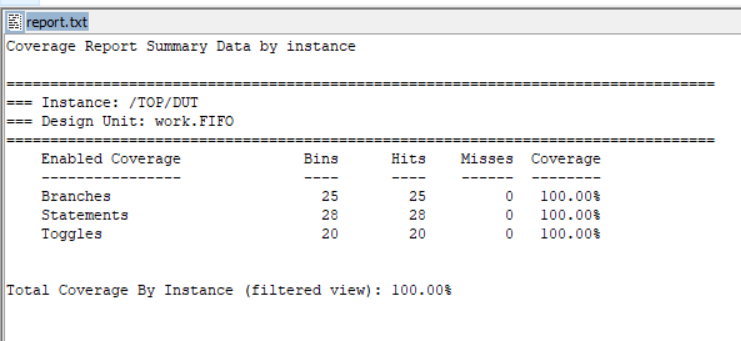 report.txt
Coverage Report Summary Data by instance
=================================================================================
=== Instance: /TOP/DUT
=== Design Unit: work.FIFO
=================================================================================
    Enabled Coverage              Bins      Hits    Misses  Coverage
    ----------------              ----      ----    ------  --------
    Branches                        25        25         0   100.00%
    Statements                      28        28         0   100.00%
    Toggles                         20        20         0   100.00%
Total Coverage By Instance (filtered view): 100.00%